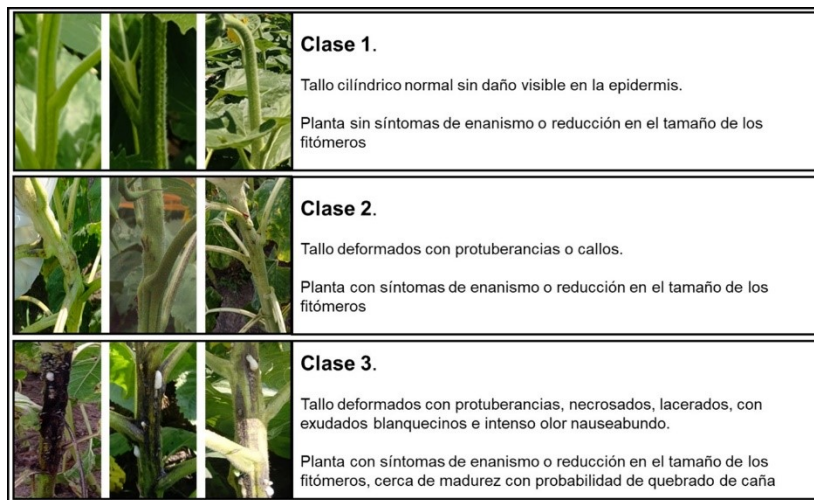 Clase 1.
Tallo cilíndrico normal sin daño visible en la epidermis.
Planta sin síntomas de enanismo o reducción en el tamaño de los
fitómeros
Clase 2.
Tallo deformados con protuberancias o callos.
Planta con síntomas de enanismo o reducción en el tamaño de los
fitómeros
Clase 3.
Tallo deformados con protuberancias, necrosados, lacerados, con
exudados blanquecinos e intenso olor nauseabundo.
Planta con síntomas de enanismo o reducción en el tamaño de los
fitómeros, cerca de madurez con probabilidad de quebrado de caña